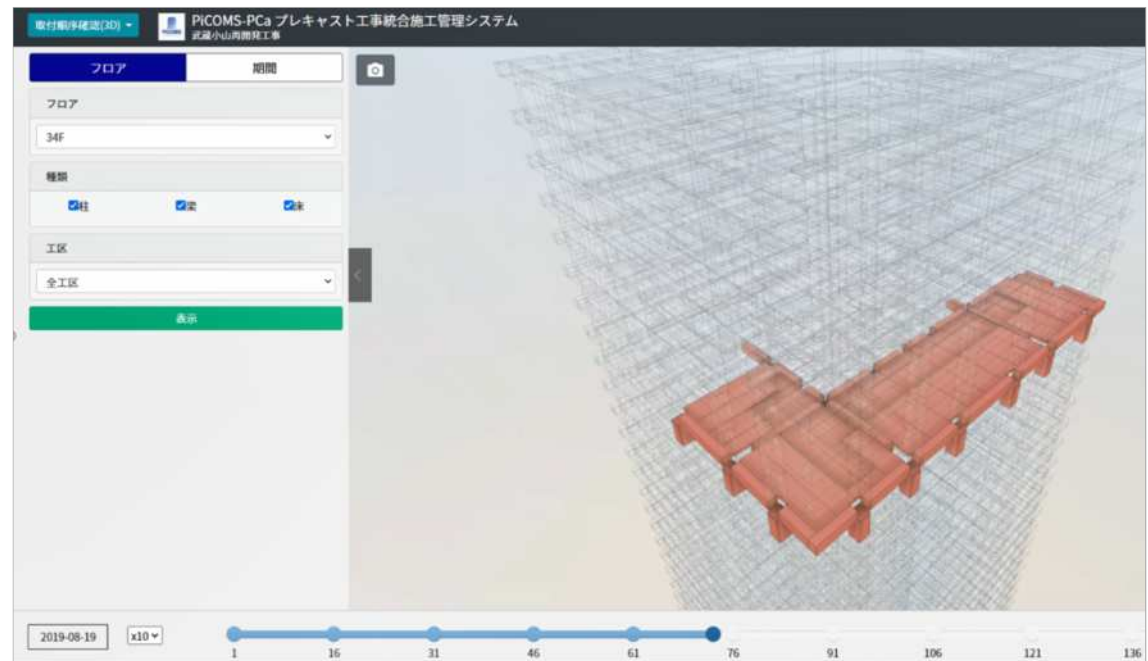 取付順序確認(3D)
PiCOMS-PCa プレキャスト工事統合施工管理システム
武蔵小山再開発工事
フロア 期間
フロア
34F
種類
柱 梁 床
工区
全工区
表示
2019-08-19 x10
1 16 31 46 61 76 91 106 121 136